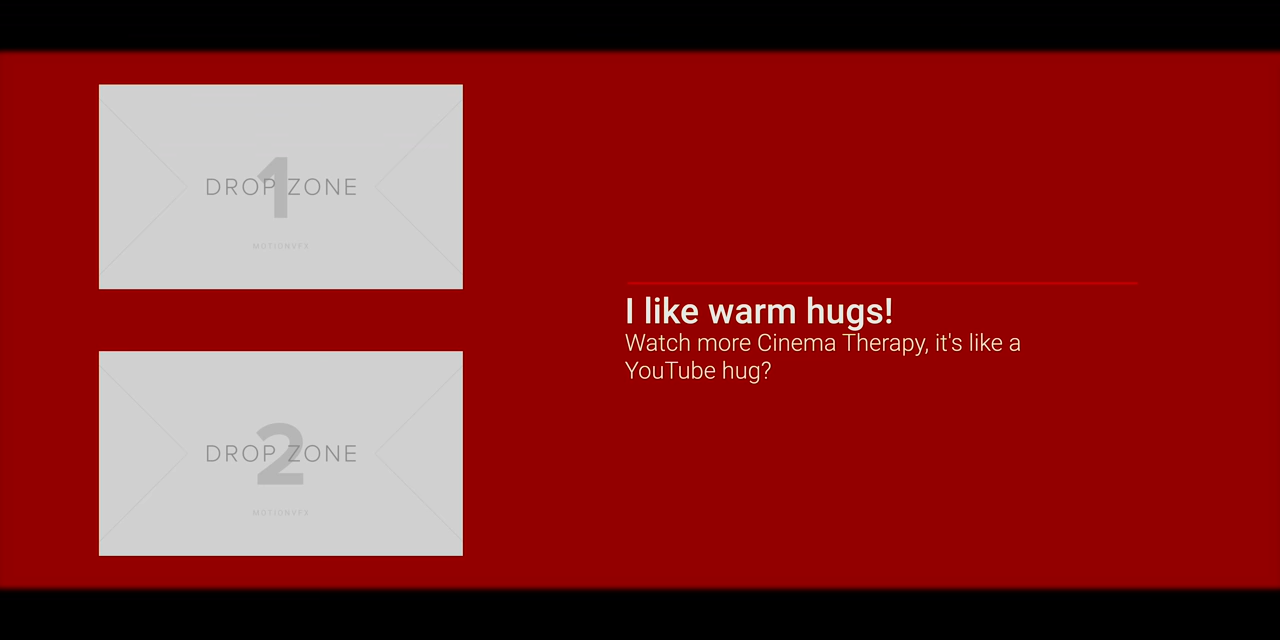 1
DROP ZONE
MOTIONVFX
I like warm hugs!
Watch more Cinema Therapy, it's like a
YouTube hug?
2
DROP ZONE
MOTIONVFX